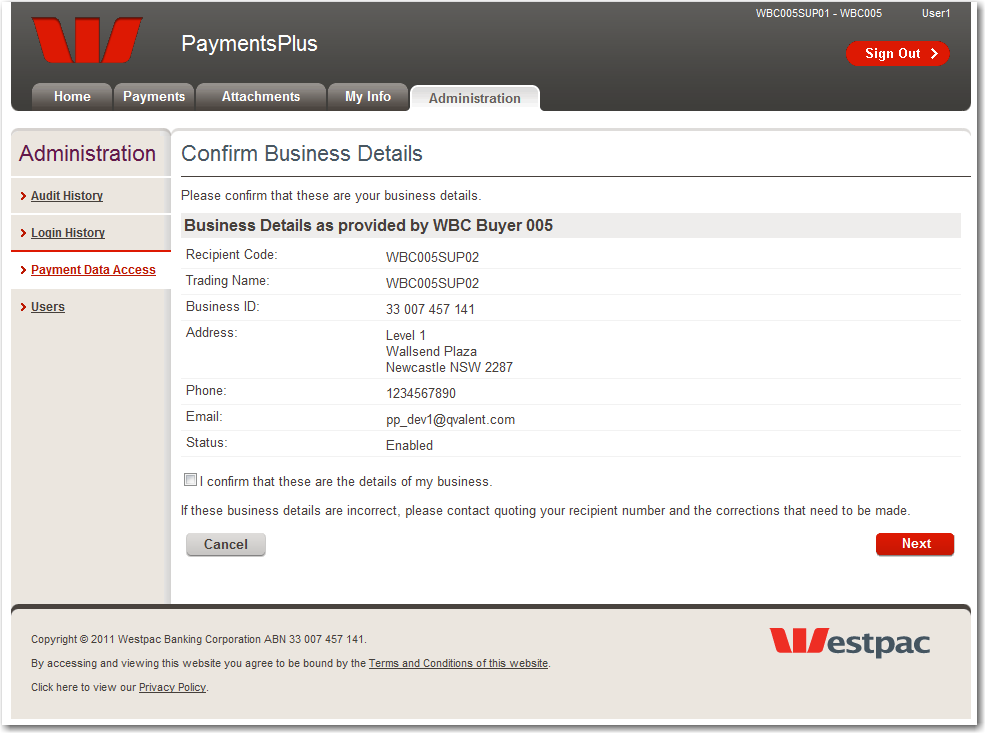 WBC005SUP01 - WBC005 User1
PaymentsPlus
Sign Out
Home Payments Attachments My Info Administration
Administration
Audit History
Login History
Payment Data Access
Users
Confirm Business Details
Please confirm that these are your business details.
Business Details as provided by WBC Buyer 005
Recipient Code: WBC005SUP02
Trading Name: WBC005SUP02
Business ID: 33 007 457 141
Address: Level 1
Wallsend Plaza
Newcastle NSW 2287
Phone: 1234567890
Email: pp_dev1@qvalent.com
Status: Enabled
I confirm that these are the details of my business.
If these business details are incorrect, please contact quoting your recipient number and the corrections that need to be made.
Cancel Next
Copyright © 2011 Westpac Banking Corporation ABN 33 007 457 141.
By accessing and viewing this website you agree to be bound by the Terms and Conditions of this website.
Click here to view our Privacy Policy.
Westpac